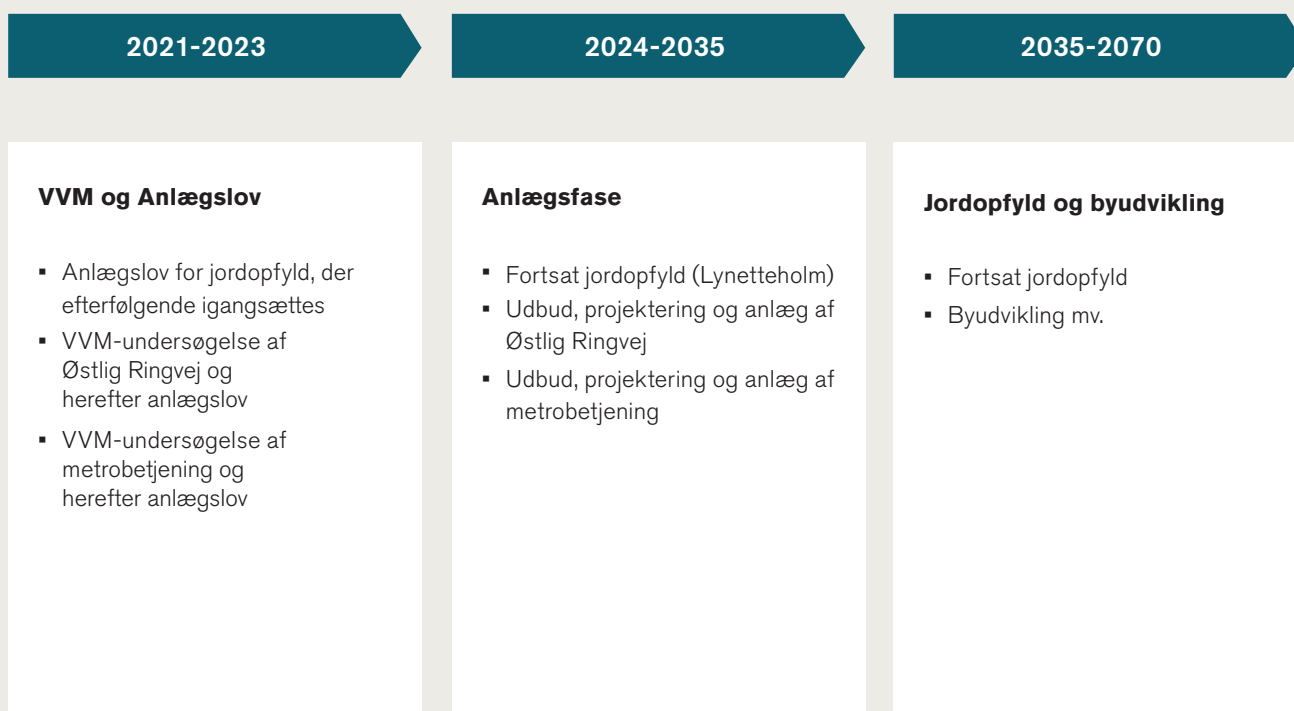 2021-2023
VVM og Anlægslov
▪ Anlægslov for jordopfyld, der
efterfølgende igangsættes
▪ VVM-undersøgelse af
Østlig Ringvej og
herefter anlægslov
▪ VVM-undersøgelse af
metrobetjening og
herefter anlægslov
2024-2035
Anlægsfase
▪ Fortsat jordopfyld (Lynetteholm)
▪ Udbud, projektering og anlæg af
Østlig Ringvej
▪ Udbud, projektering og anlæg af
metrobetjening
2035-2070
Jordopfyld og byudvikling
▪ Fortsat jordopfyld
▪ Byudvikling mv.